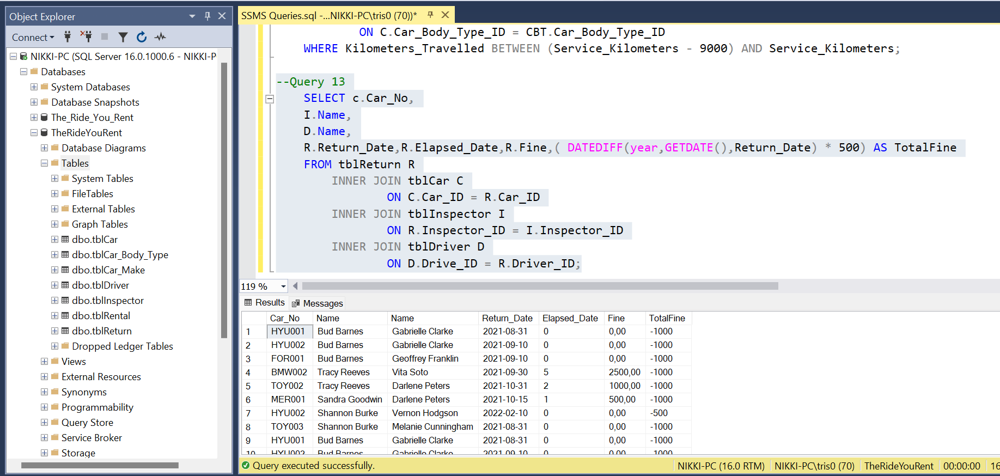 Object Explorer
Connect
NIKKI-PC (SQL Server 16.0.1000.6 - NIKKI-P
Databases
System Databases
Database Snapshots
The_Ride_You_Rent
TheRideYouRent
Database Diagrams
Tables
System Tables
FileTables
External Tables
Graph Tables
dbo.tblCar
dbo.tblCar_Body_Type
dbo.tblCar_Make
dbo.tblDriver
dbo.tblInspector
dbo.tblRental
dbo.tblReturn
Dropped Ledger Tables
Views
External Resources
Synonyms
Programmability
Query Store
Service Broker
Storage
SSMS Queries.sql -...NIKKI-PC\tris0 (70))*
ON C.Car_Body_Type_ID = CBT.Car_Body_Type_ID
WHERE Kilometers_Travelled BETWEEN (Service_Kilometers - 9000) AND Service_Kilometers;
--Query 13
SELECT c.Car_No,
I.Name,
D.Name,
R.Return_Date,R.Elapsed_Date,R.Fine,( DATEDIFF(year,GETDATE(),Return_Date) * 500) AS TotalFine
FROM tblReturn R
INNER JOIN tblCar C
ON C.Car_ID = R.Car_ID
INNER JOIN tblInspector I
ON R.Inspector_ID = I.Inspector_ID
INNER JOIN tblDriver D
ON D.Drive_ID = R.Driver_ID;
119 %
Results Messages
Car_No Name Name Return_Date Elapsed_Date Fine TotalFine
1 HYU001 Bud Barnes Gabrielle Clarke 2021-08-31 0 0,00 -1000
2 HYU002 Bud Barnes Gabrielle Clarke 2021-09-10 0 0,00 -1000
3 FOR001 Bud Barnes Geoffrey Franklin 2021-09-10 0 0,00 -1000
4 BMW002 Tracy Reeves Vita Soto 2021-09-30 5 2500,00 -1000
5 TOY002 Tracy Reeves Darlene Peters 2021-10-31 2 1000,00 -1000
6 MER001 Sandra Goodwin Darlene Peters 2021-10-15 1 500,00 -1000
7 HYU002 Shannon Burke Vernon Hodgson 2022-02-10 0 0,00 -500
8 TOY003 Shannon Burke Melanie Cunningham 2021-08-31 0 0,00 -1000
9 HYU001 Bud Barnes Gabrielle Clarke 2021-08-31 0 0,00 -1000
10 HYU002 Bud Barnes Gabrielle Clarke 2021-09-10 0 0,00 -1000
Query executed successfully. NIKKI-PC (16.0 RTM) NIKKI-PC\tris0 (70) TheRideYouRent 00:00:00 16